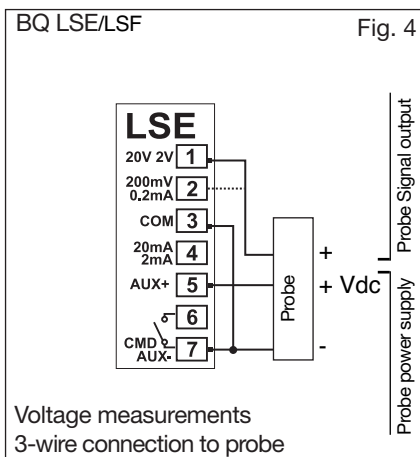 BQ LSE/LSF
Fig. 4
LSE
20V 2V 1
200mV
0.2mA 2
COM 3
20mA
2mA 4
AUX+ 5
6
CMD
AUX- 7
Probe
+
+ Vdc
-
Probe Signal output
Probe power supply
Voltage measurements
3-wire connection to probe